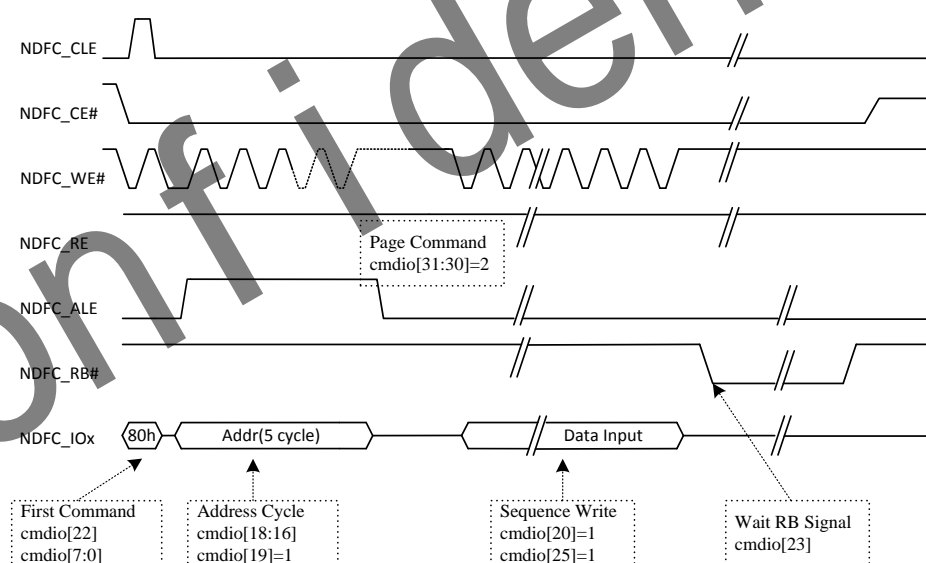 NDFC_CLE
NDFC_CE#
NDFC_WE#
NDFC_RE
Page Command
cmdio[31:30]=2
NDFC_ALE
NDFC_RB#
NDFC_IOx
80h
Addr(5 cycle)
Data Input
First Command
cmdio[22]
cmdio[7:0]
Address Cycle
cmdio[18:16]
cmdio[19]=1
Sequence Write
cmdio[20]=1
cmdio[25]=1
Wait RB Signal
cmdio[23]
onfiden